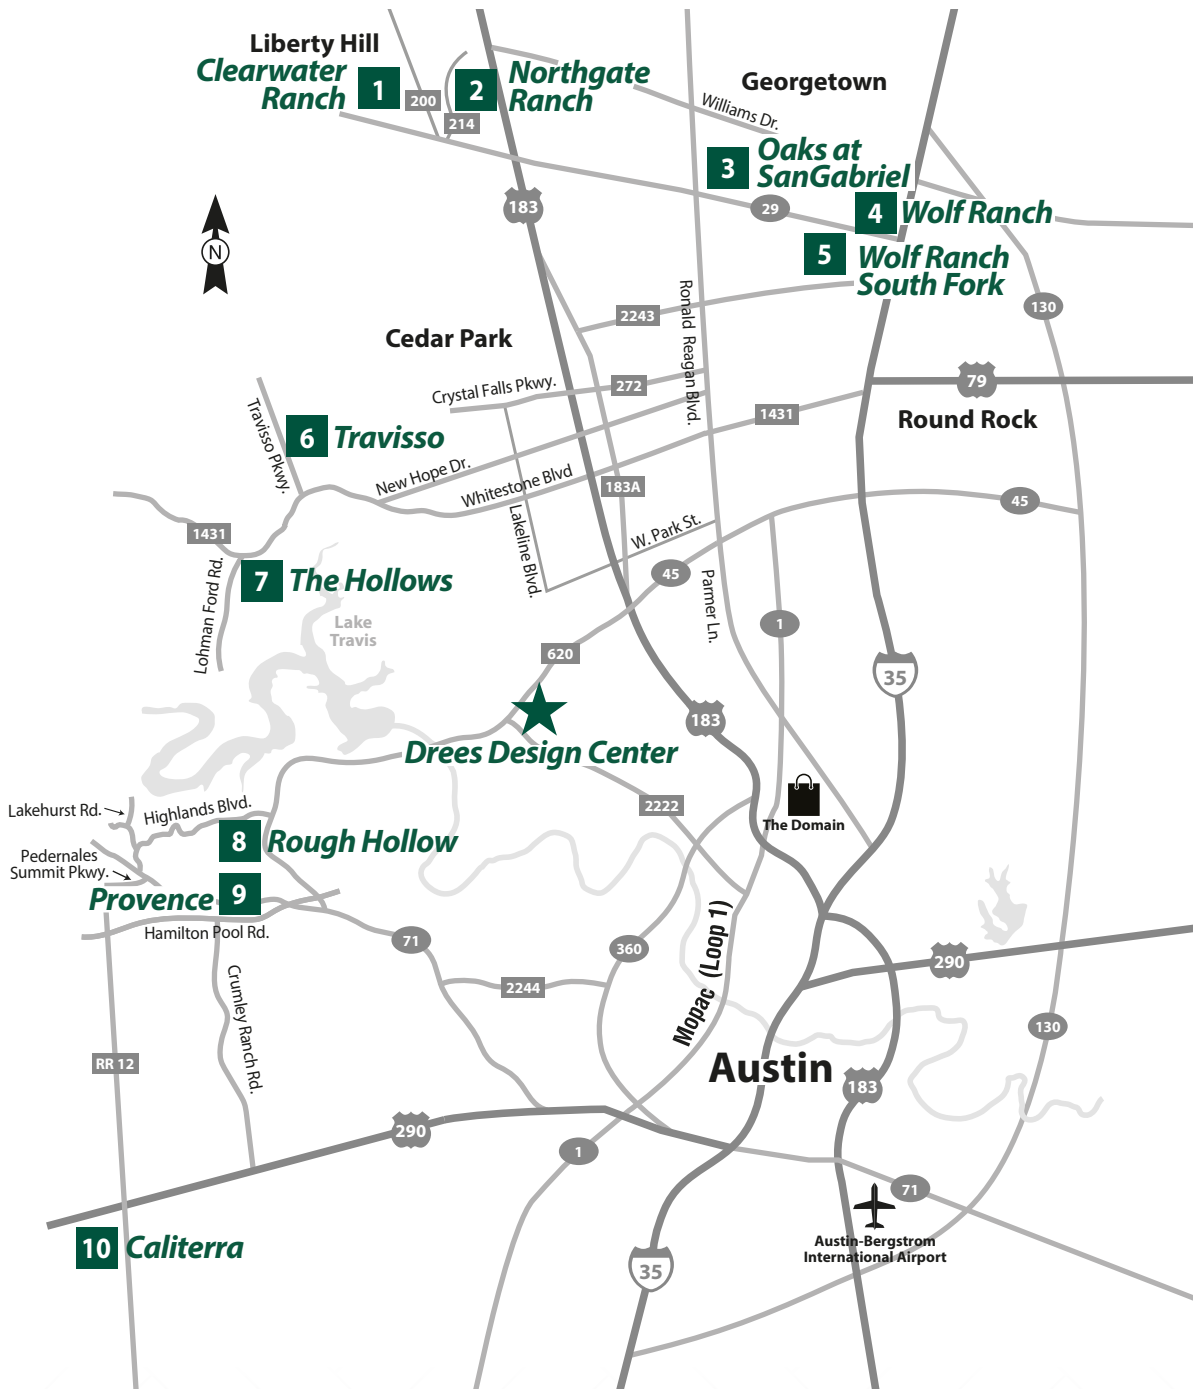 Liberty Hill
Clearwater
Ranch
1
200
2
214
Northgate
Ranch
Georgetown
Williams Dr.
3
Oaks at
SanGabriel
183
29
4
Wolf Ranch
5
Wolf Ranch
South Fork
N
130
2243
Ronald Reagan Blvd.
Cedar Park
Crystal Falls Pkwy.
272
79
Round Rock
1431
Travisso Pkwy.
6
Travisso
New Hope Dr.
Whitestone Blvd
183A
45
Lakeline Blvd.
W. Park St.
1431
Lohman Ford Rd.
7
The Hollows
45
Parmer Ln.
Lake
Travis
1
620
35
183
Drees Design Center
2222
The Domain
Lakehurst Rd.
Highlands Blvd.
8
Rough Hollow
Pedernales
Summit Pkwy.
Provence
9
Hamilton Pool Rd.
71
360
Mopac (Loop 1)
290
Crumley Ranch Rd.
2244
130
RR 12
Austin
183
290
1
71
Austin-Bergstrom
International Airport
10
Caliterra
35